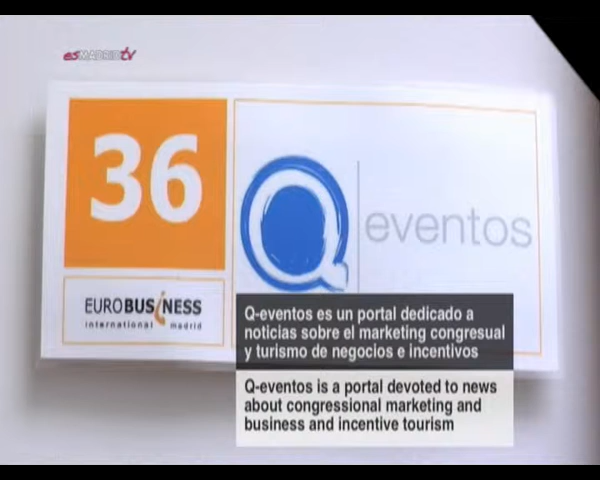 esMADRIDtv
36
Q eventos
EUROBUSINESS
international madrid
Q-eventos es un portal dedicado a
noticias sobre el marketing congresual
y turismo de negocios e incentivos
Q-eventos is a portal devoted to news
about congressional marketing and
business and incentive tourism